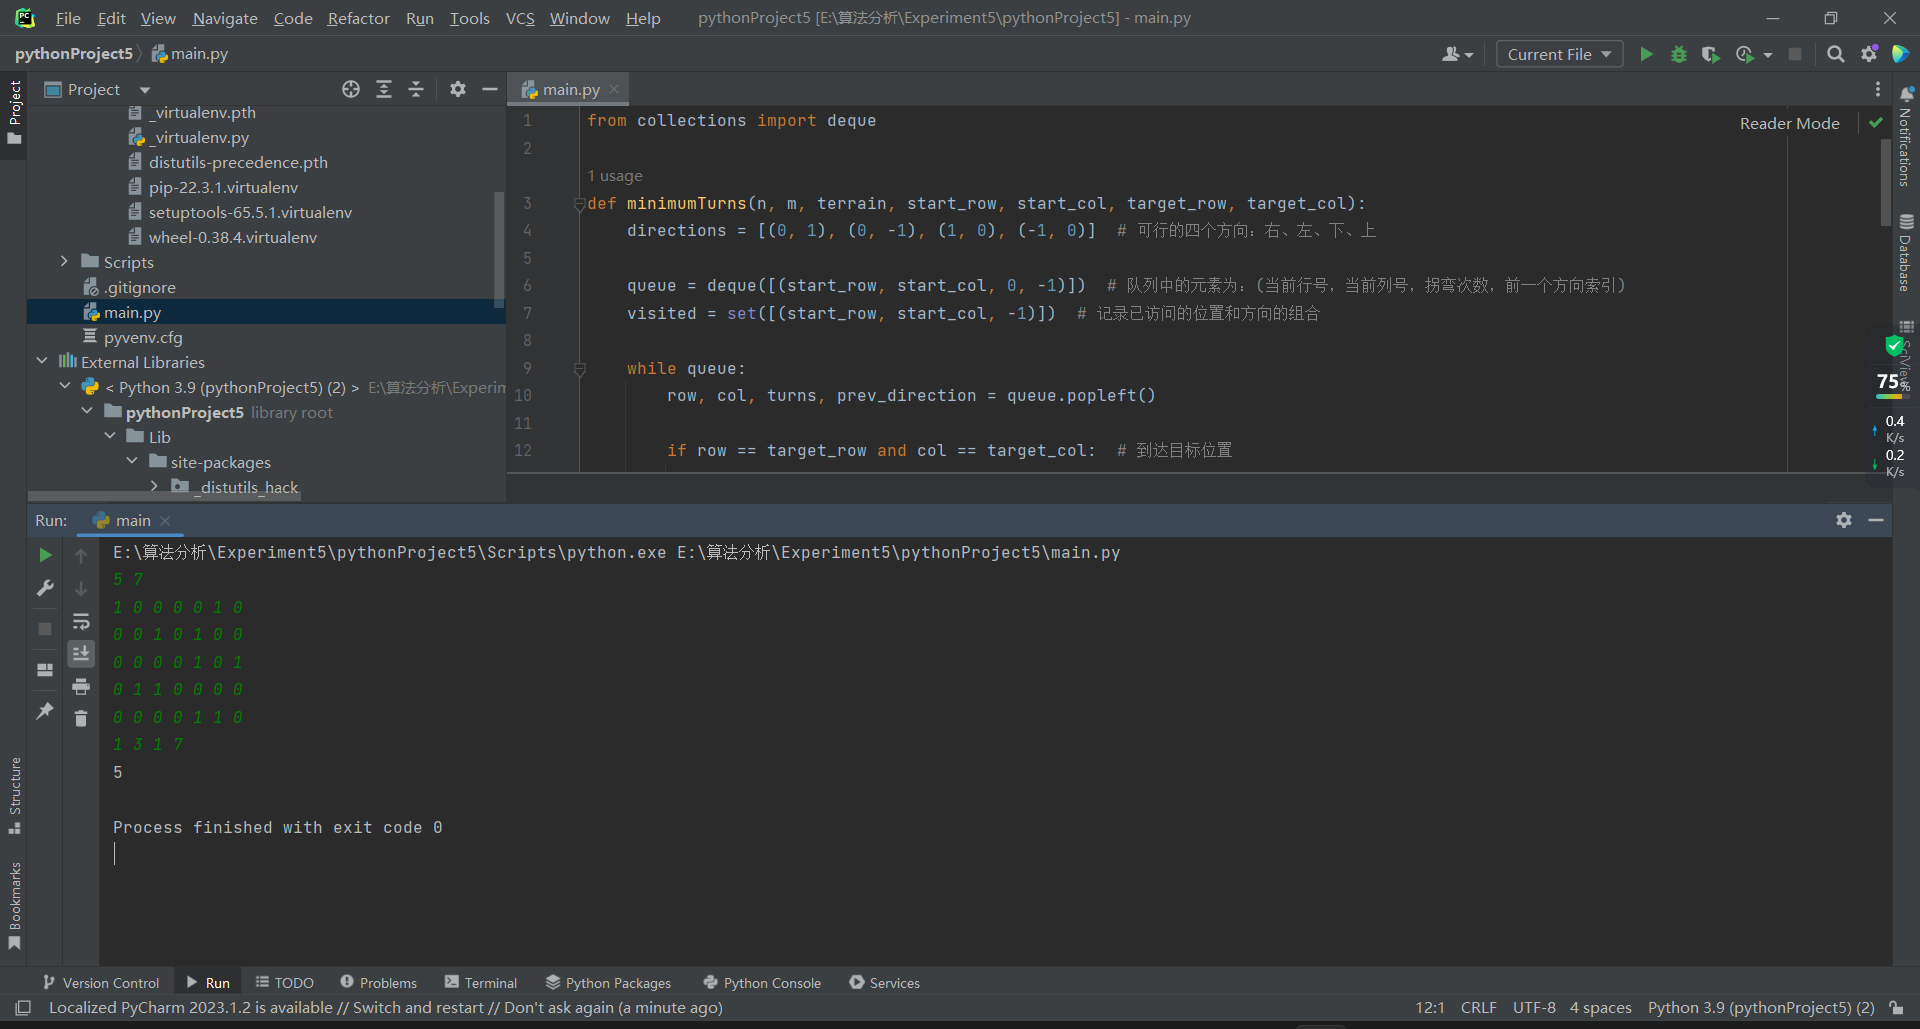 File Edit View Navigate Code Refactor Run Tools VCS Window Help pythonProject5 [E:\算法分析\Experiment5\pythonProject5] - main.py
pythonProject5 main.py
Current File
Project
Project
_virtualenv.pth
_virtualenv.py
distutils-precedence.pth
pip-22.3.1.virtualenv
setuptools-65.5.1.virtualenv
wheel-0.38.4.virtualenv
Scripts
.gitignore
main.py
pyvenv.cfg
External Libraries
< Python 3.9 (pythonProject5) (2) > E:\算法分析\Experim
pythonProject5 library root
Lib
site-packages
_distutils_hack
main.py
Reader Mode
1 from collections import deque
2
1 usage
3 def minimumTurns(n, m, terrain, start_row, start_col, target_row, target_col):
4 directions = [(0, 1), (0, -1), (1, 0), (-1, 0)] # 可行的四个方向：右、左、下、上
5
6 queue = deque([(start_row, start_col, 0, -1)]) # 队列中的元素为：(当前行号，当前列号，拐弯次数，前一个方向索引)
7 visited = set([(start_row, start_col, -1)]) # 记录已访问的位置和方向的组合
8
9 while queue:
10 row, col, turns, prev_direction = queue.popleft()
11
12 if row == target_row and col == target_col: # 到达目标位置
Notifications
Database
SciView
75%
0.4
K/s
0.2
K/s
Run: main
E:\算法分析\Experiment5\pythonProject5\Scripts\python.exe E:\算法分析\Experiment5\pythonProject5\main.py
5 7
1 0 0 0 0 1 0
0 0 1 0 1 0 0
0 0 0 0 1 0 1
0 1 1 0 0 0 0
0 0 0 0 1 1 0
1 3 1 7
5
Process finished with exit code 0
Structure
Bookmarks
Version Control Run TODO Problems Terminal Python Packages Python Console Services
Localized PyCharm 2023.1.2 is available // Switch and restart // Don't ask again (a minute ago)
12:1 CRLF UTF-8 4 spaces Python 3.9 (pythonProject5) (2)